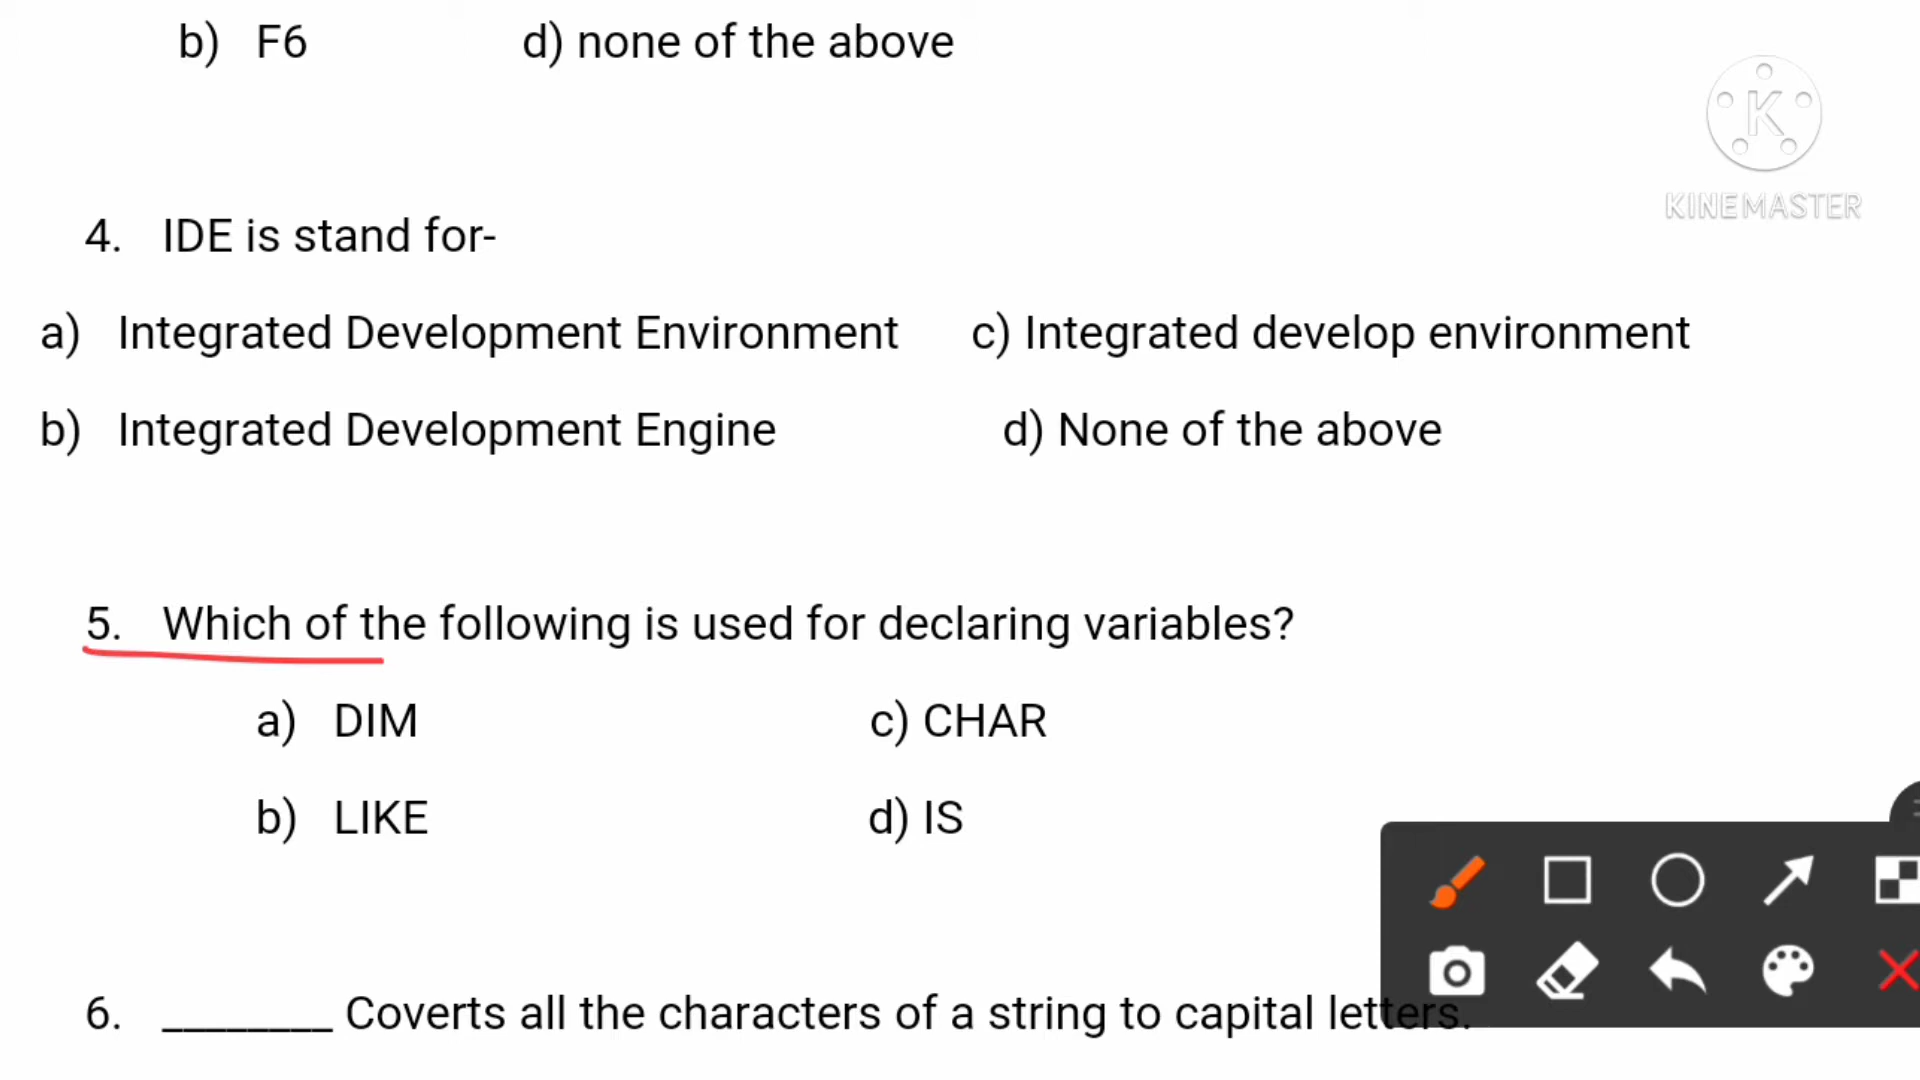 b) F6 d) none of the above
K
KINEMASTER
4. IDE is stand for-
a) Integrated Development Environment c) Integrated develop environment
b) Integrated Development Engine d) None of the above
5. Which of the following is used for declaring variables?
a) DIM c) CHAR
b) LIKE d) IS
6. ________ Coverts all the characters of a string to capital letters.